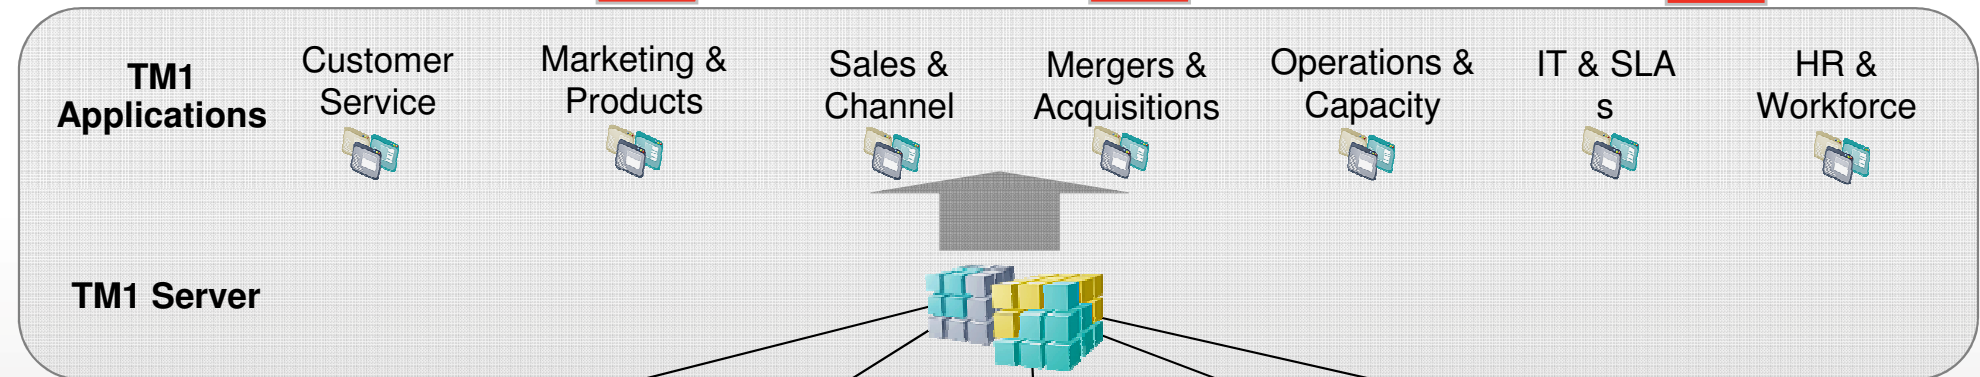 TM1
Applications
Customer
Service
Marketing &
Products
Sales &
Channel
Mergers &
Acquisitions
Operations &
Capacity
IT & SLA
s
HR &
Workforce
TM1 Server